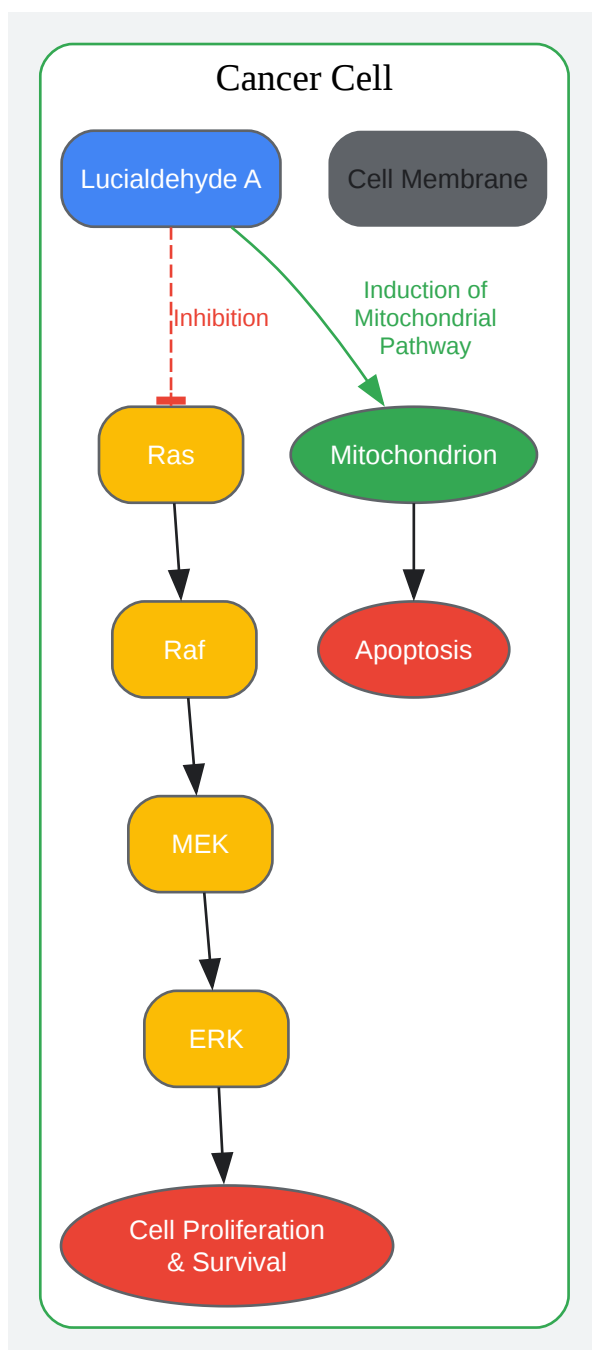 Cancer Cell
Lucialdehyde A
Cell Membrane
Inhibition
Induction of
Mitochondrial
Pathway
Ras
Mitochondrion
Raf
Apoptosis
MEK
ERK
Cell Proliferation
& Survival